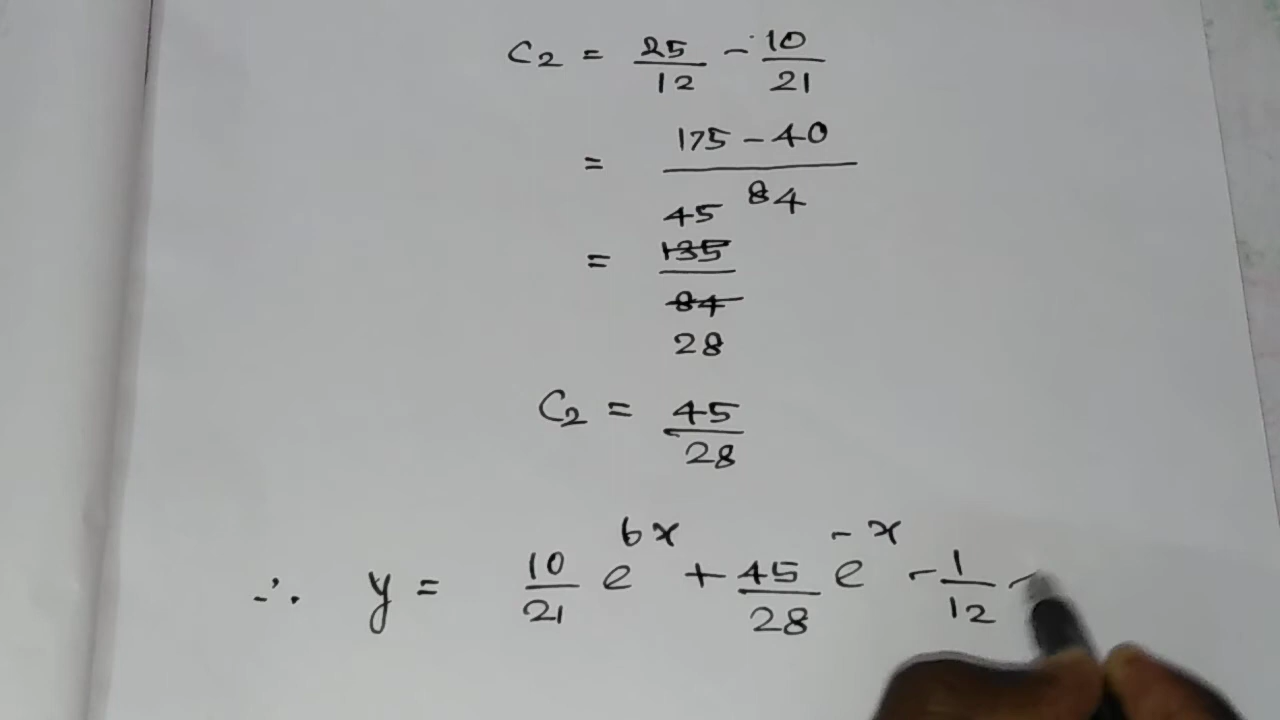 C₂ = 25/12 - 10/21
= (175 - 40)/84
45
= 135/84
28
C₂ = 45/28
∴ y = 10/21 e^{6x} + 45/28 e^{-x} - 1/12